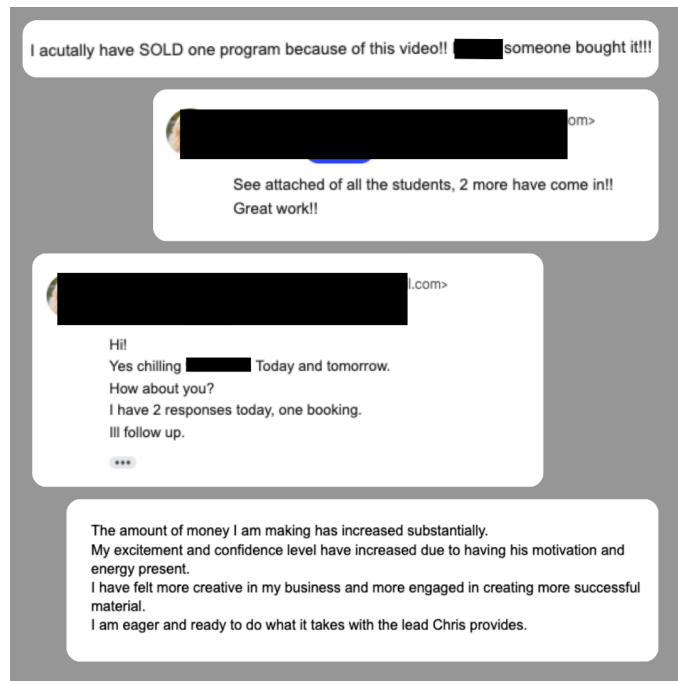 I acutally have SOLD one program because of this video!! someone bought it!!!
om>
See attached of all the students, 2 more have come in!!
Great work!!
l.com>
Hi!
Yes chilling Today and tomorrow.
How about you?
I have 2 responses today, one booking.
Ill follow up.
The amount of money I am making has increased substantially.
My excitement and confidence level have increased due to having his motivation and
energy present.
I have felt more creative in my business and more engaged in creating more successful
material.
I am eager and ready to do what it takes with the lead Chris provides.